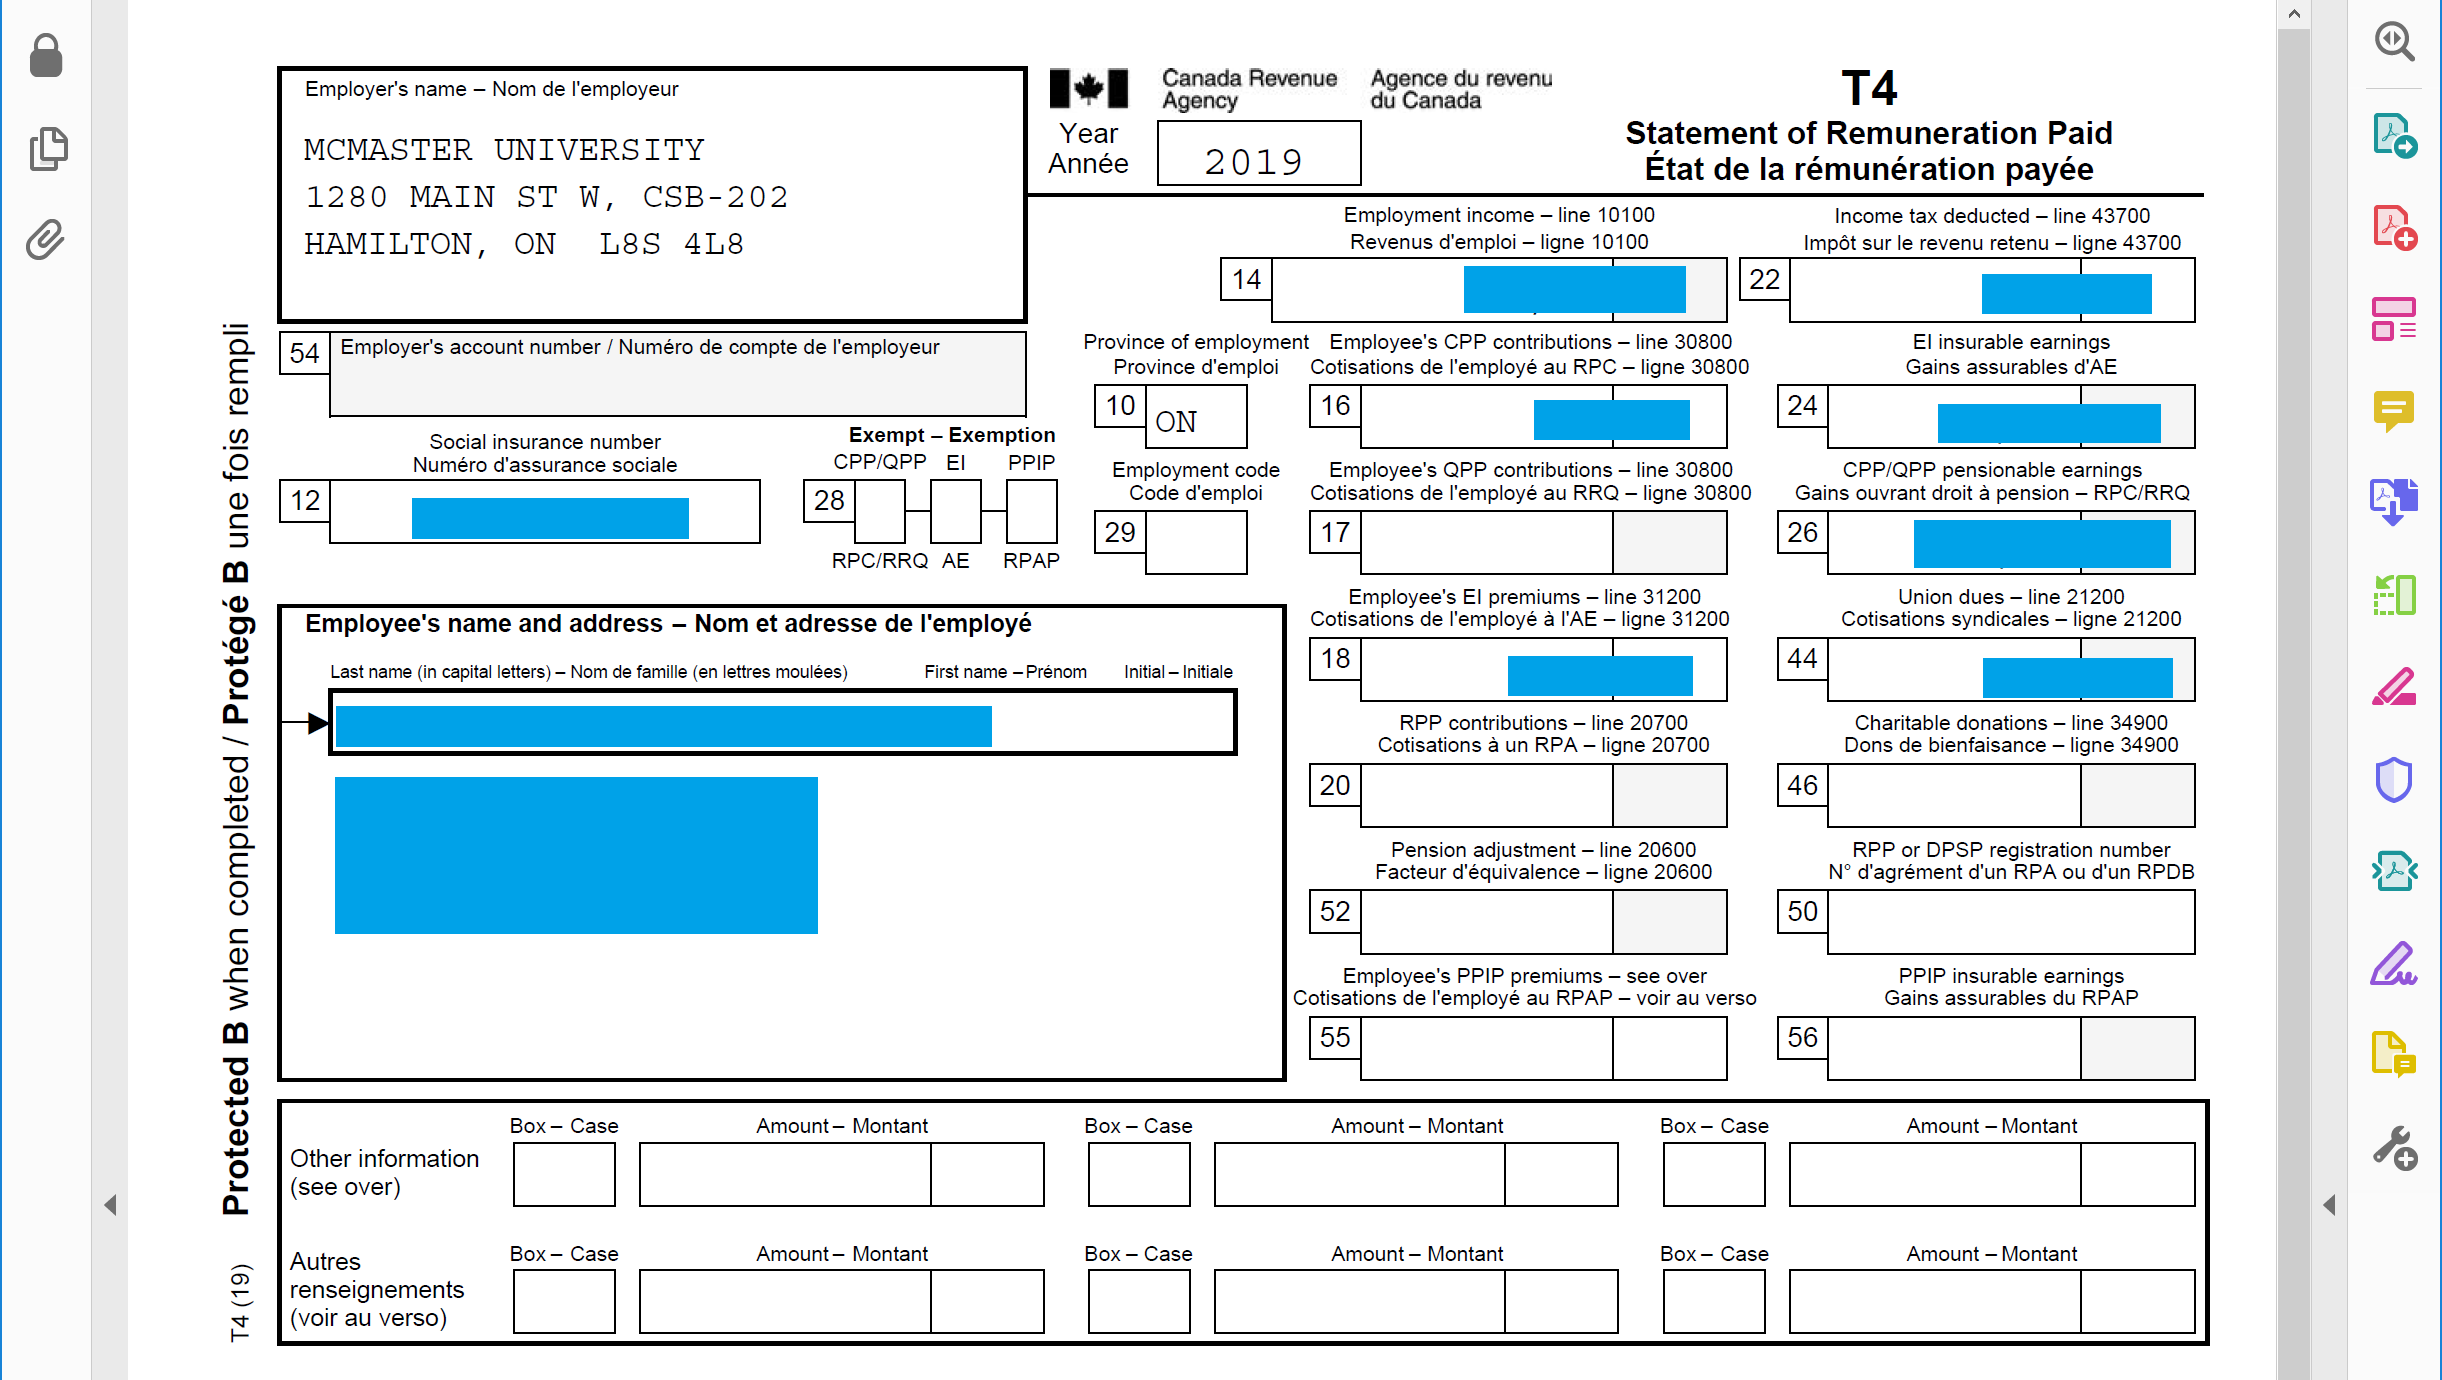 Employer's name – Nom de l'employeur
MCMASTER UNIVERSITY
1280 MAIN ST W, CSB-202
HAMILTON, ON  L8S 4L8
Canada Revenue
Agency
Agence du revenu
du Canada
Year
Année
2019
T4
Statement of Remuneration Paid
État de la rémunération payée
Employment income – line 10100
Revenus d'emploi – ligne 10100
14
Income tax deducted – line 43700
Impôt sur le revenu retenu – ligne 43700
22
54
Employer's account number / Numéro de compte de l'employeur
Province of employment
Province d'emploi
10
ON
Employee's CPP contributions – line 30800
Cotisations de l'employé au RPC – ligne 30800
16
EI insurable earnings
Gains assurables d'AE
24
Social insurance number
Numéro d'assurance sociale
12
Exempt – Exemption
CPP/QPP EI PPIP
28
RPC/RRQ AE RPAP
Employment code
Code d'emploi
29
Employee's QPP contributions – line 30800
Cotisations de l'employé au RRQ – ligne 30800
17
CPP/QPP pensionable earnings
Gains ouvrant droit à pension – RPC/RRQ
26
Employee's name and address – Nom et adresse de l'employé
Last name (in capital letters) – Nom de famille (en lettres moulées) First name – Prénom Initial – Initiale
Employee's EI premiums – line 31200
Cotisations de l'employé à l'AE – ligne 31200
18
Union dues – line 21200
Cotisations syndicales – ligne 21200
44
RPP contributions – line 20700
Cotisations à un RPA – ligne 20700
20
Charitable donations – line 34900
Dons de bienfaisance – ligne 34900
46
Pension adjustment – line 20600
Facteur d'équivalence – ligne 20600
52
RPP or DPSP registration number
N° d'agrément d'un RPA ou d'un RPDB
50
Employee's PPIP premiums – see over
Cotisations de l'employé au RPAP – voir au verso
55
PPIP insurable earnings
Gains assurables du RPAP
56
Box – Case Amount – Montant Box – Case Amount – Montant Box – Case Amount – Montant
Other information
(see over)
Box – Case Amount – Montant Box – Case Amount – Montant Box – Case Amount – Montant
Autres
renseignements
(voir au verso)
Protected B when completed / Protégé B une fois rempli
T4 (19)